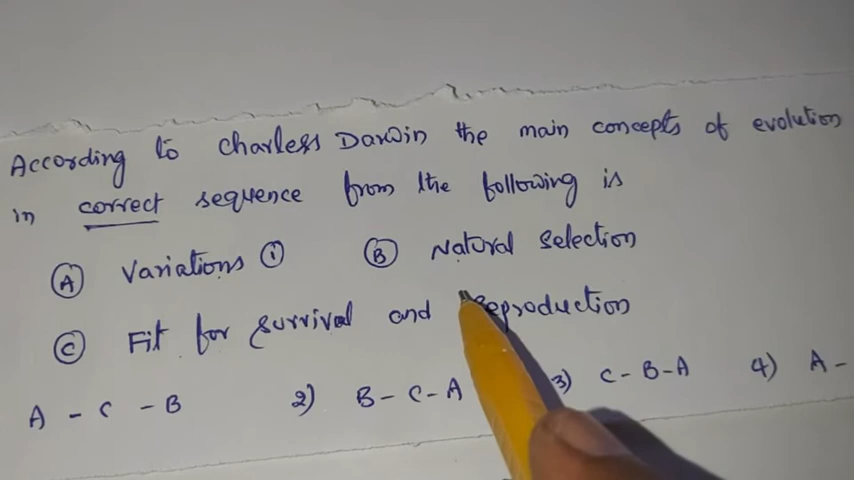 According to Charless Darwin the main concepts of evolution
in correct sequence from the following is
A Variations 1 B Natural selection
C Fit for survival and reproduction
A - C - B 2) B - C - A 3) C - B - A 4) A -